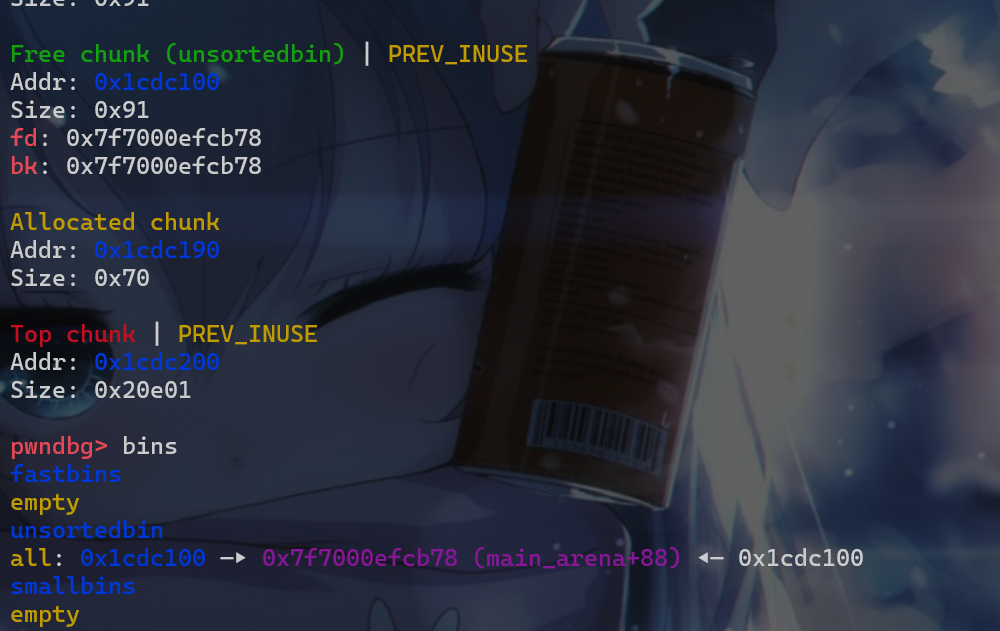 Size: 0x91
Free chunk (unsortedbin) | PREV_INUSE
Addr: 0x1cdc100
Size: 0x91
fd: 0x7f7000efcb78
bk: 0x7f7000efcb78
Allocated chunk
Addr: 0x1cdc190
Size: 0x70
Top chunk | PREV_INUSE
Addr: 0x1cdc200
Size: 0x20e01
pwndbg> bins
fastbins
empty
unsortedbin
all: 0x1cdc100 —▸ 0x7f7000efcb78 (main_arena+88) ◂— 0x1cdc100
smallbins
empty